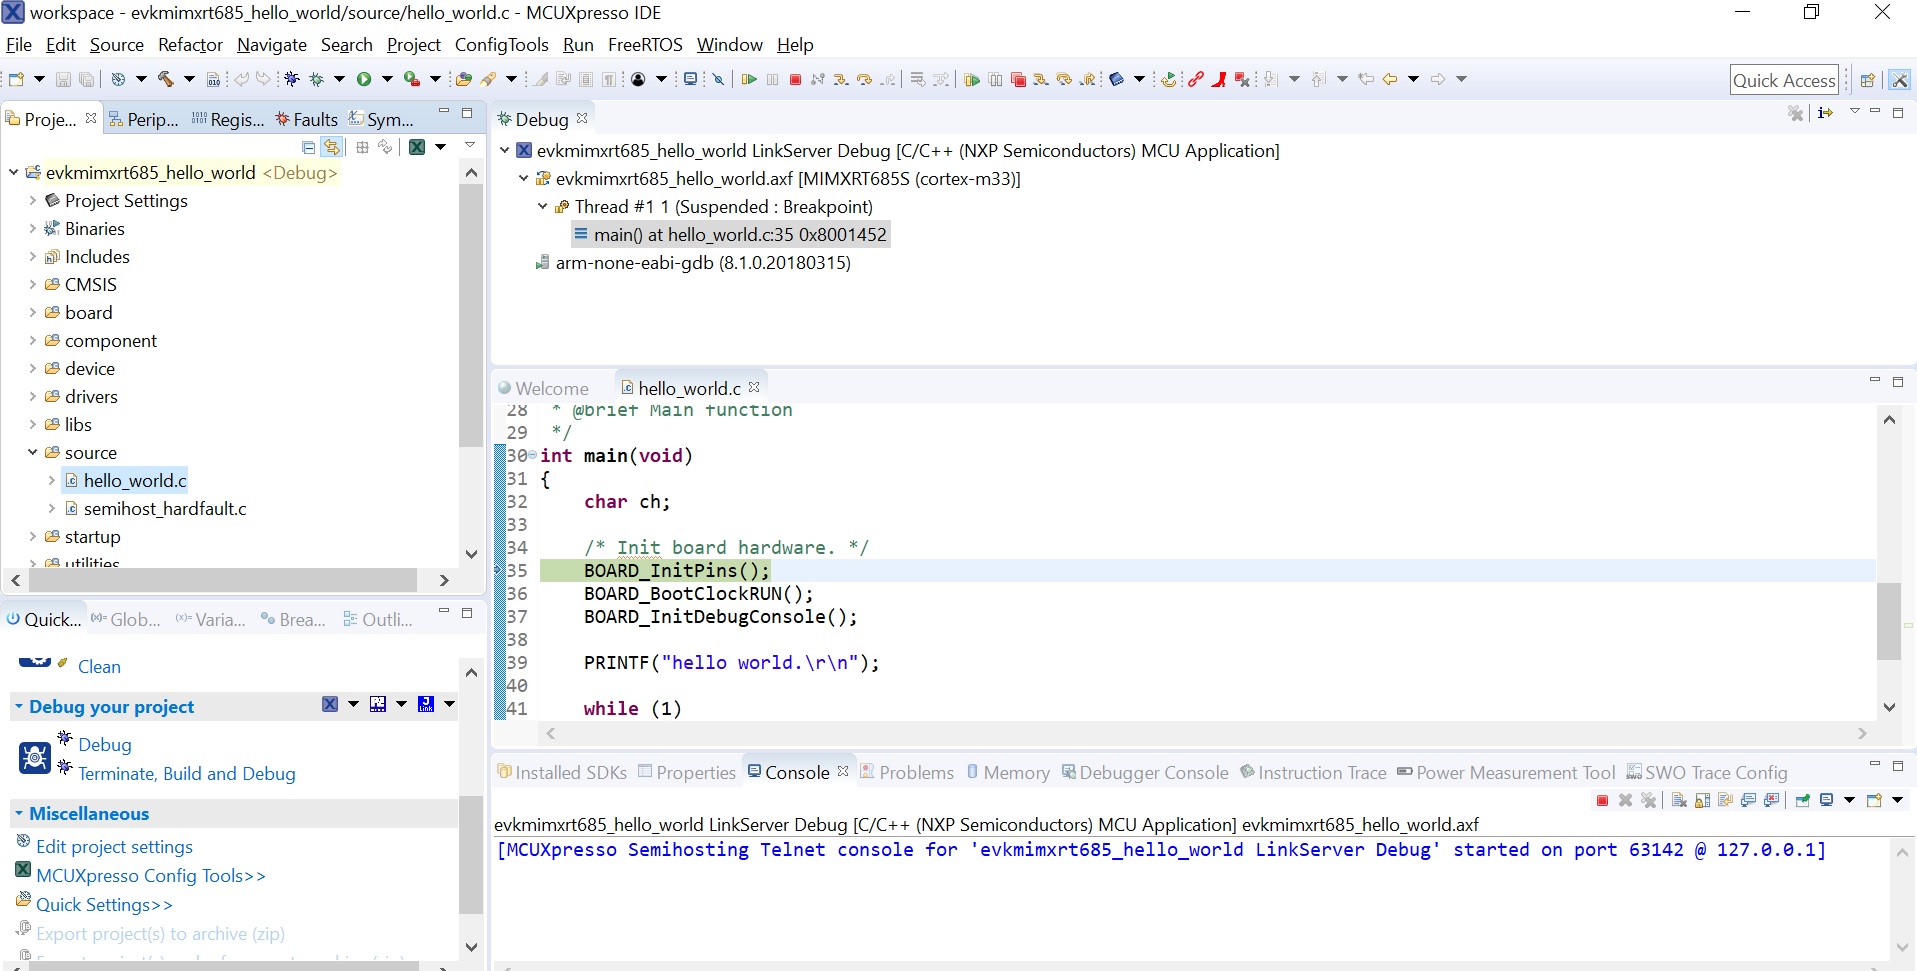 workspace - evkmimxrt685_hello_world/source/hello_world.c - MCUXpresso IDE
File Edit Source Refactor Navigate Search Project ConfigTools Run FreeRTOS Window Help
Quick Access
Proje... Perip... Regis... Faults Sym...
Debug
evkmimxrt685_hello_world <Debug>
Project Settings
Binaries
Includes
CMSIS
board
component
device
drivers
libs
source
hello_world.c
semihost_hardfault.c
startup
utilities
evkmimxrt685_hello_world LinkServer Debug [C/C++ (NXP Semiconductors) MCU Application]
evkmimxrt685_hello_world.axf [MIMXRT685S (cortex-m33)]
Thread #1 1 (Suspended : Breakpoint)
main() at hello_world.c:35 0x8001452
arm-none-eabi-gdb (8.1.0.20180315)
Welcome hello_world.c
28 * @brief Main function
29 */
30 int main(void)
31 {
32 char ch;
33
34 /* Init board hardware. */
35 BOARD_InitPins();
36 BOARD_BootClockRUN();
37 BOARD_InitDebugConsole();
38
39 PRINTF("hello world.\r\n");
40
41 while (1)
Quick... Glob... Varia... Brea... Outli...
Clean
Debug your project
Debug
Terminate, Build and Debug
Miscellaneous
Edit project settings
MCUXpresso Config Tools>>
Quick Settings>>
Export project(s) to archive (zip)
Installed SDKs Properties Console Problems Memory Debugger Console Instruction Trace Power Measurement Tool SWO Trace Config
evkmimxrt685_hello_world LinkServer Debug [C/C++ (NXP Semiconductors) MCU Application] evkmimxrt685_hello_world.axf
[MCUXpresso Semihosting Telnet console for 'evkmimxrt685_hello_world LinkServer Debug' started on port 63142 @ 127.0.0.1]